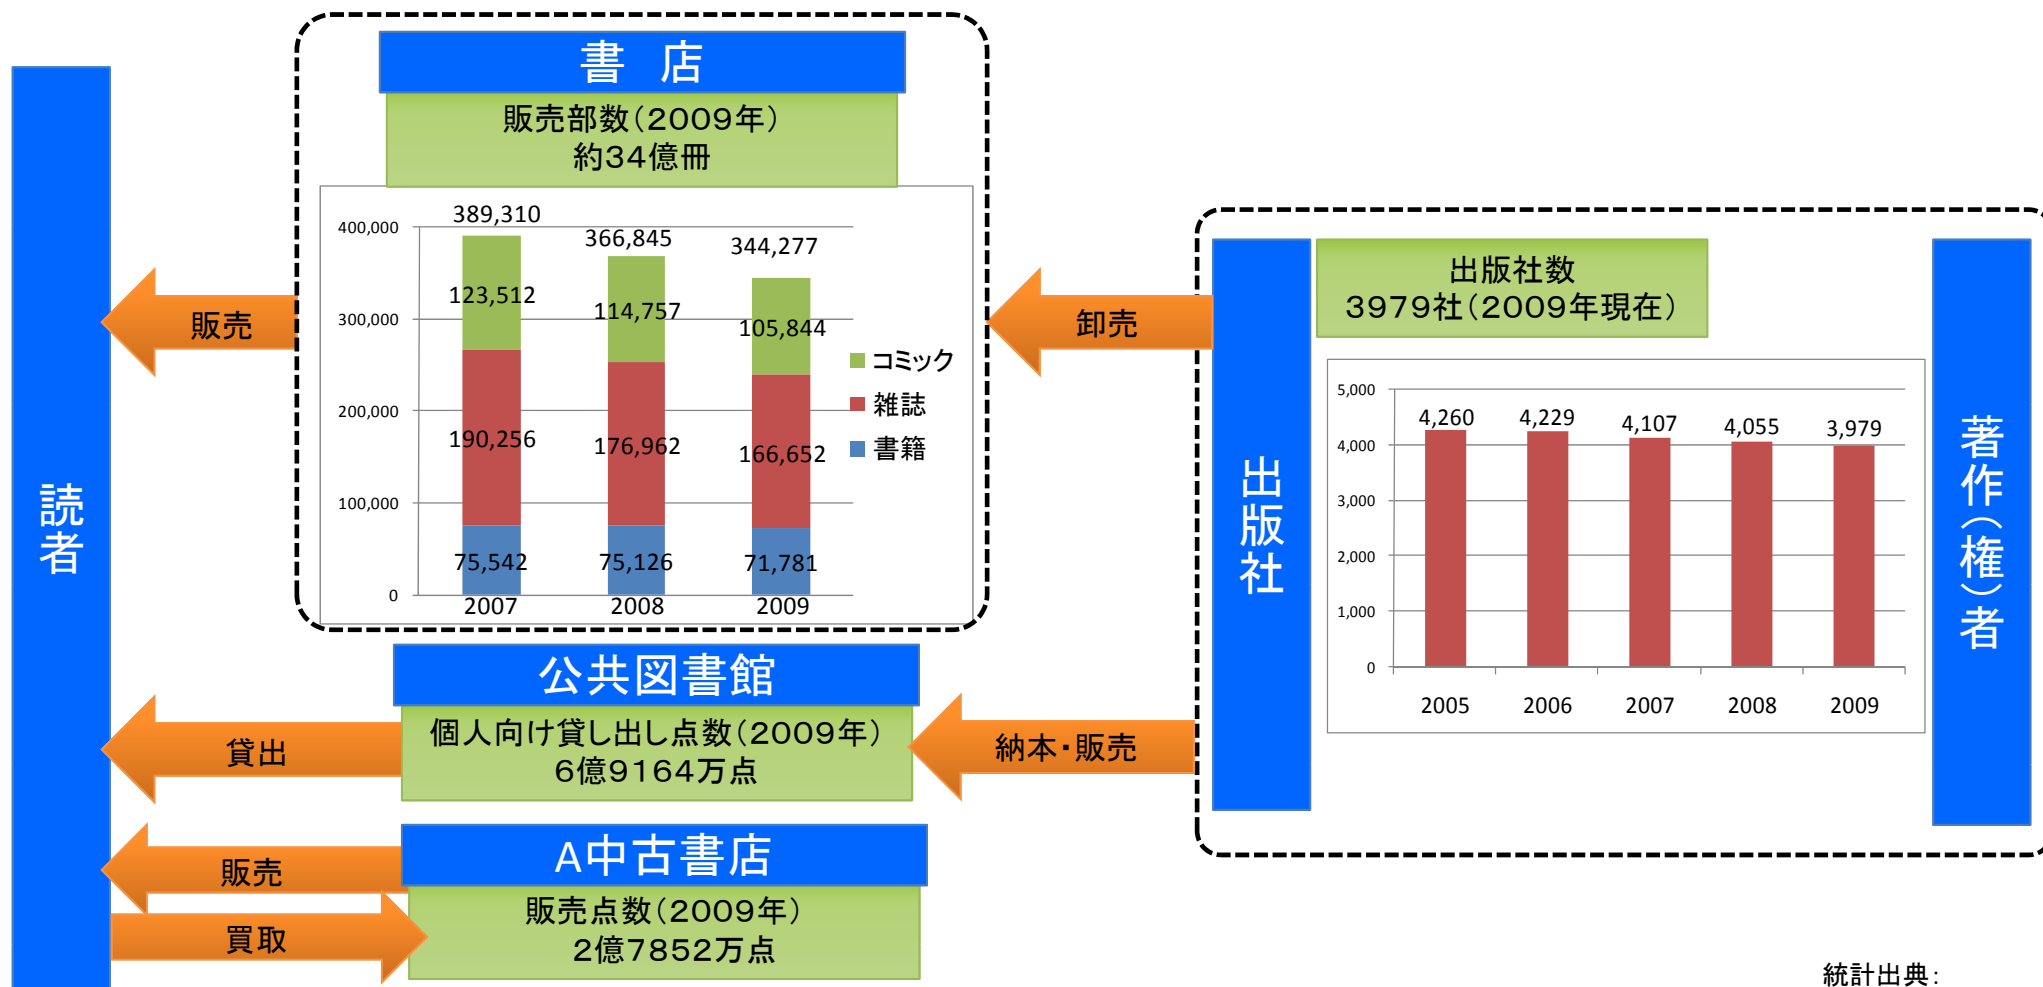 書　店
販売部数（2009年）
約34億冊
389,310
366,845
344,277
400,000
300,000
200,000
100,000
0
123,512
114,757
105,844
190,256
176,962
166,652
75,542
75,126
71,781
2007
2008
2009
コミック
雑誌
書籍
読者
販売
卸売
出版社
出版社数
3979社（2009年現在）
5,000
4,000
3,000
2,000
1,000
0
4,260
4,229
4,107
4,055
3,979
2005
2006
2007
2008
2009
著作（権）者
公共図書館
個人向け貸し出し点数（2009年）
6億9164万点
貸出
納本・販売
A中古書店
販売点数（2009年）
2億7852万点
販売
買取
統計出典：